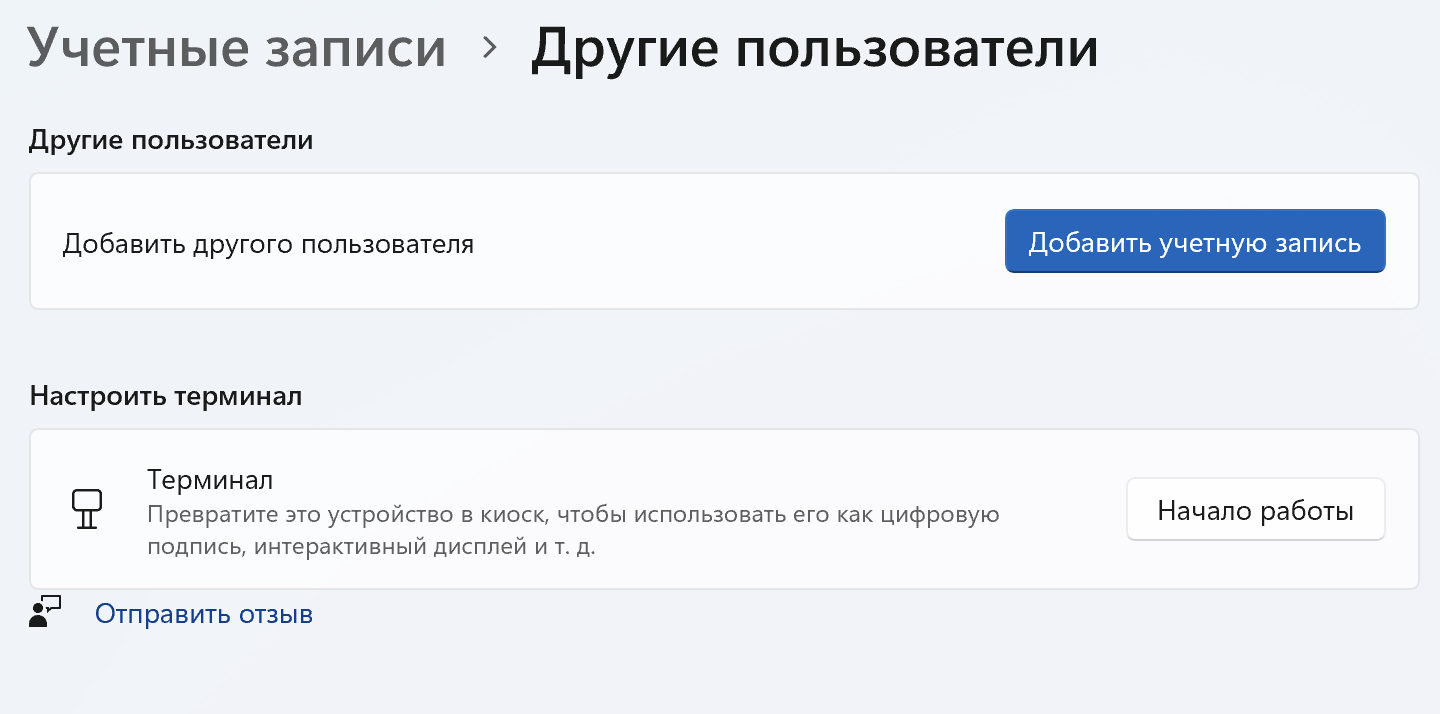 Учетные записи > Другие пользователи
Другие пользователи
Добавить другого пользователя
Добавить учетную запись
Настроить терминал
Терминал
Превратите это устройство в киоск, чтобы использовать его как цифровую
подпись, интерактивный дисплей и т. д.
Начало работы
Отправить отзыв